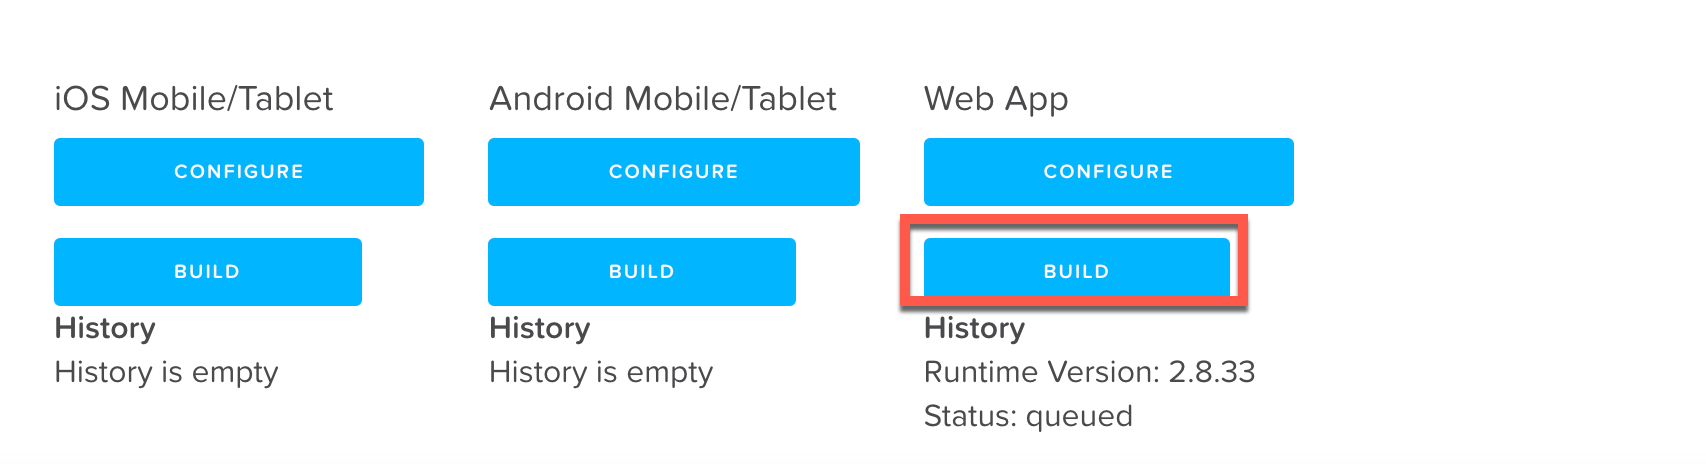 iOS Mobile/Tablet
CONFIGURE
BUILD
History
History is empty
Android Mobile/Tablet
CONFIGURE
BUILD
History
History is empty
Web App
CONFIGURE
BUILD
History
Runtime Version: 2.8.33
Status: queued